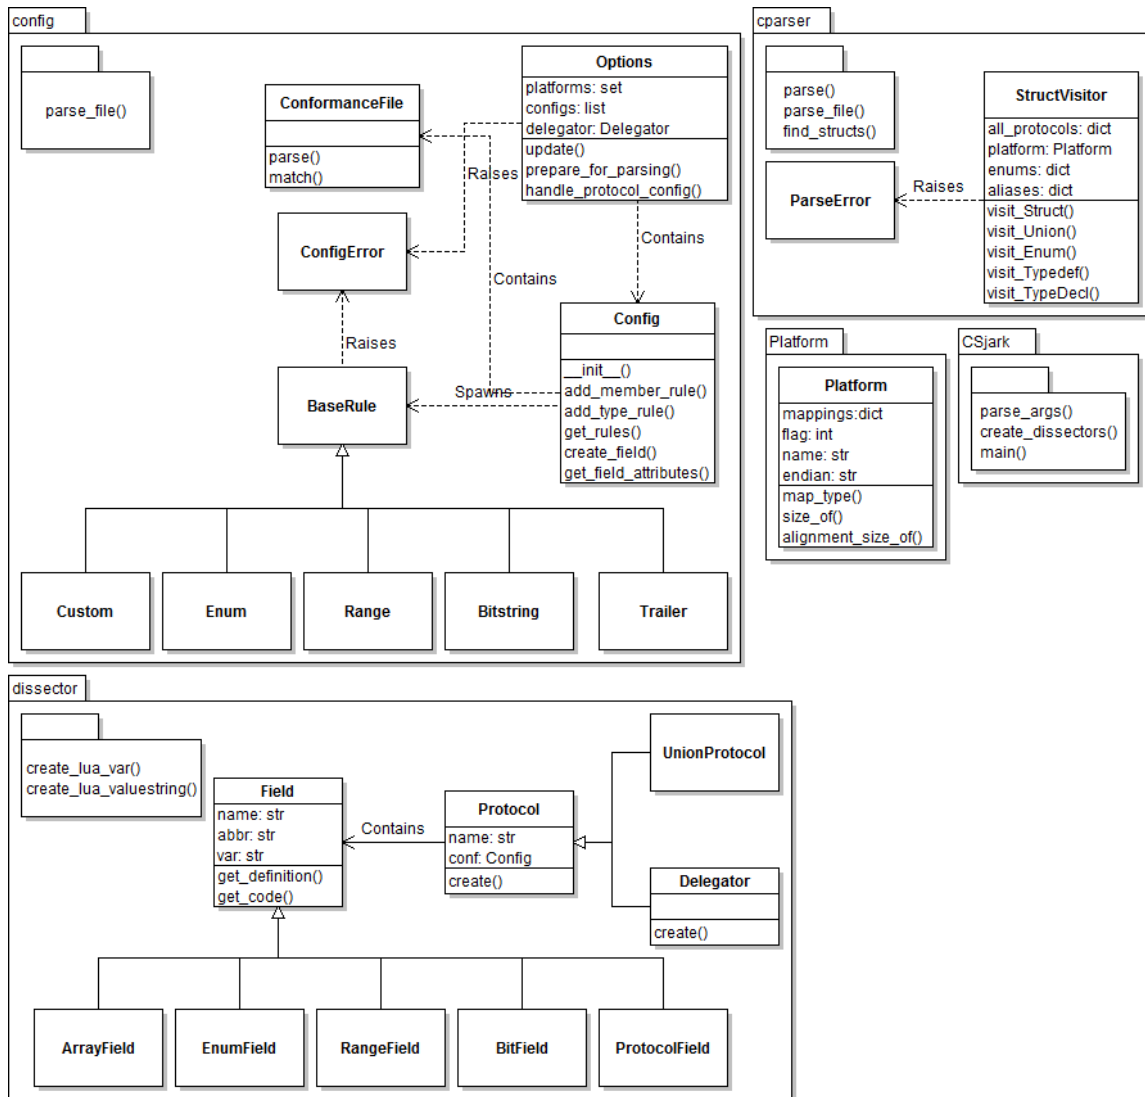 config
parse_file()
ConformanceFile
parse()
match()
Options
platforms: set
configs: list
delegator: Delegator
update()
prepare_for_parsing()
handle_protocol_config()
Raises
ConfigError
Contains
Contains
Raises
Config
__init__()
add_member_rule()
add_type_rule()
get_rules()
create_field()
get_field_attributes()
Spawns
BaseRule
Custom
Enum
Range
Bitstring
Trailer
cparser
parse()
parse_file()
find_structs()
StructVisitor
all_protocols: dict
platform: Platform
enums: dict
aliases: dict
visit_Struct()
visit_Union()
visit_Enum()
visit_Typedef()
visit_TypeDecl()
Raises
ParseError
Platform
Platform
mappings:dict
flag: int
name: str
endian: str
map_type()
size_of()
alignment_size_of()
CSjark
parse_args()
create_dissectors()
main()
dissector
create_lua_var()
create_lua_valuestring()
Field
name: str
abbr: str
var: str
get_definition()
get_code()
Contains
Protocol
name: str
conf: Config
create()
UnionProtocol
Delegator
create()
ArrayField
EnumField
RangeField
BitField
ProtocolField